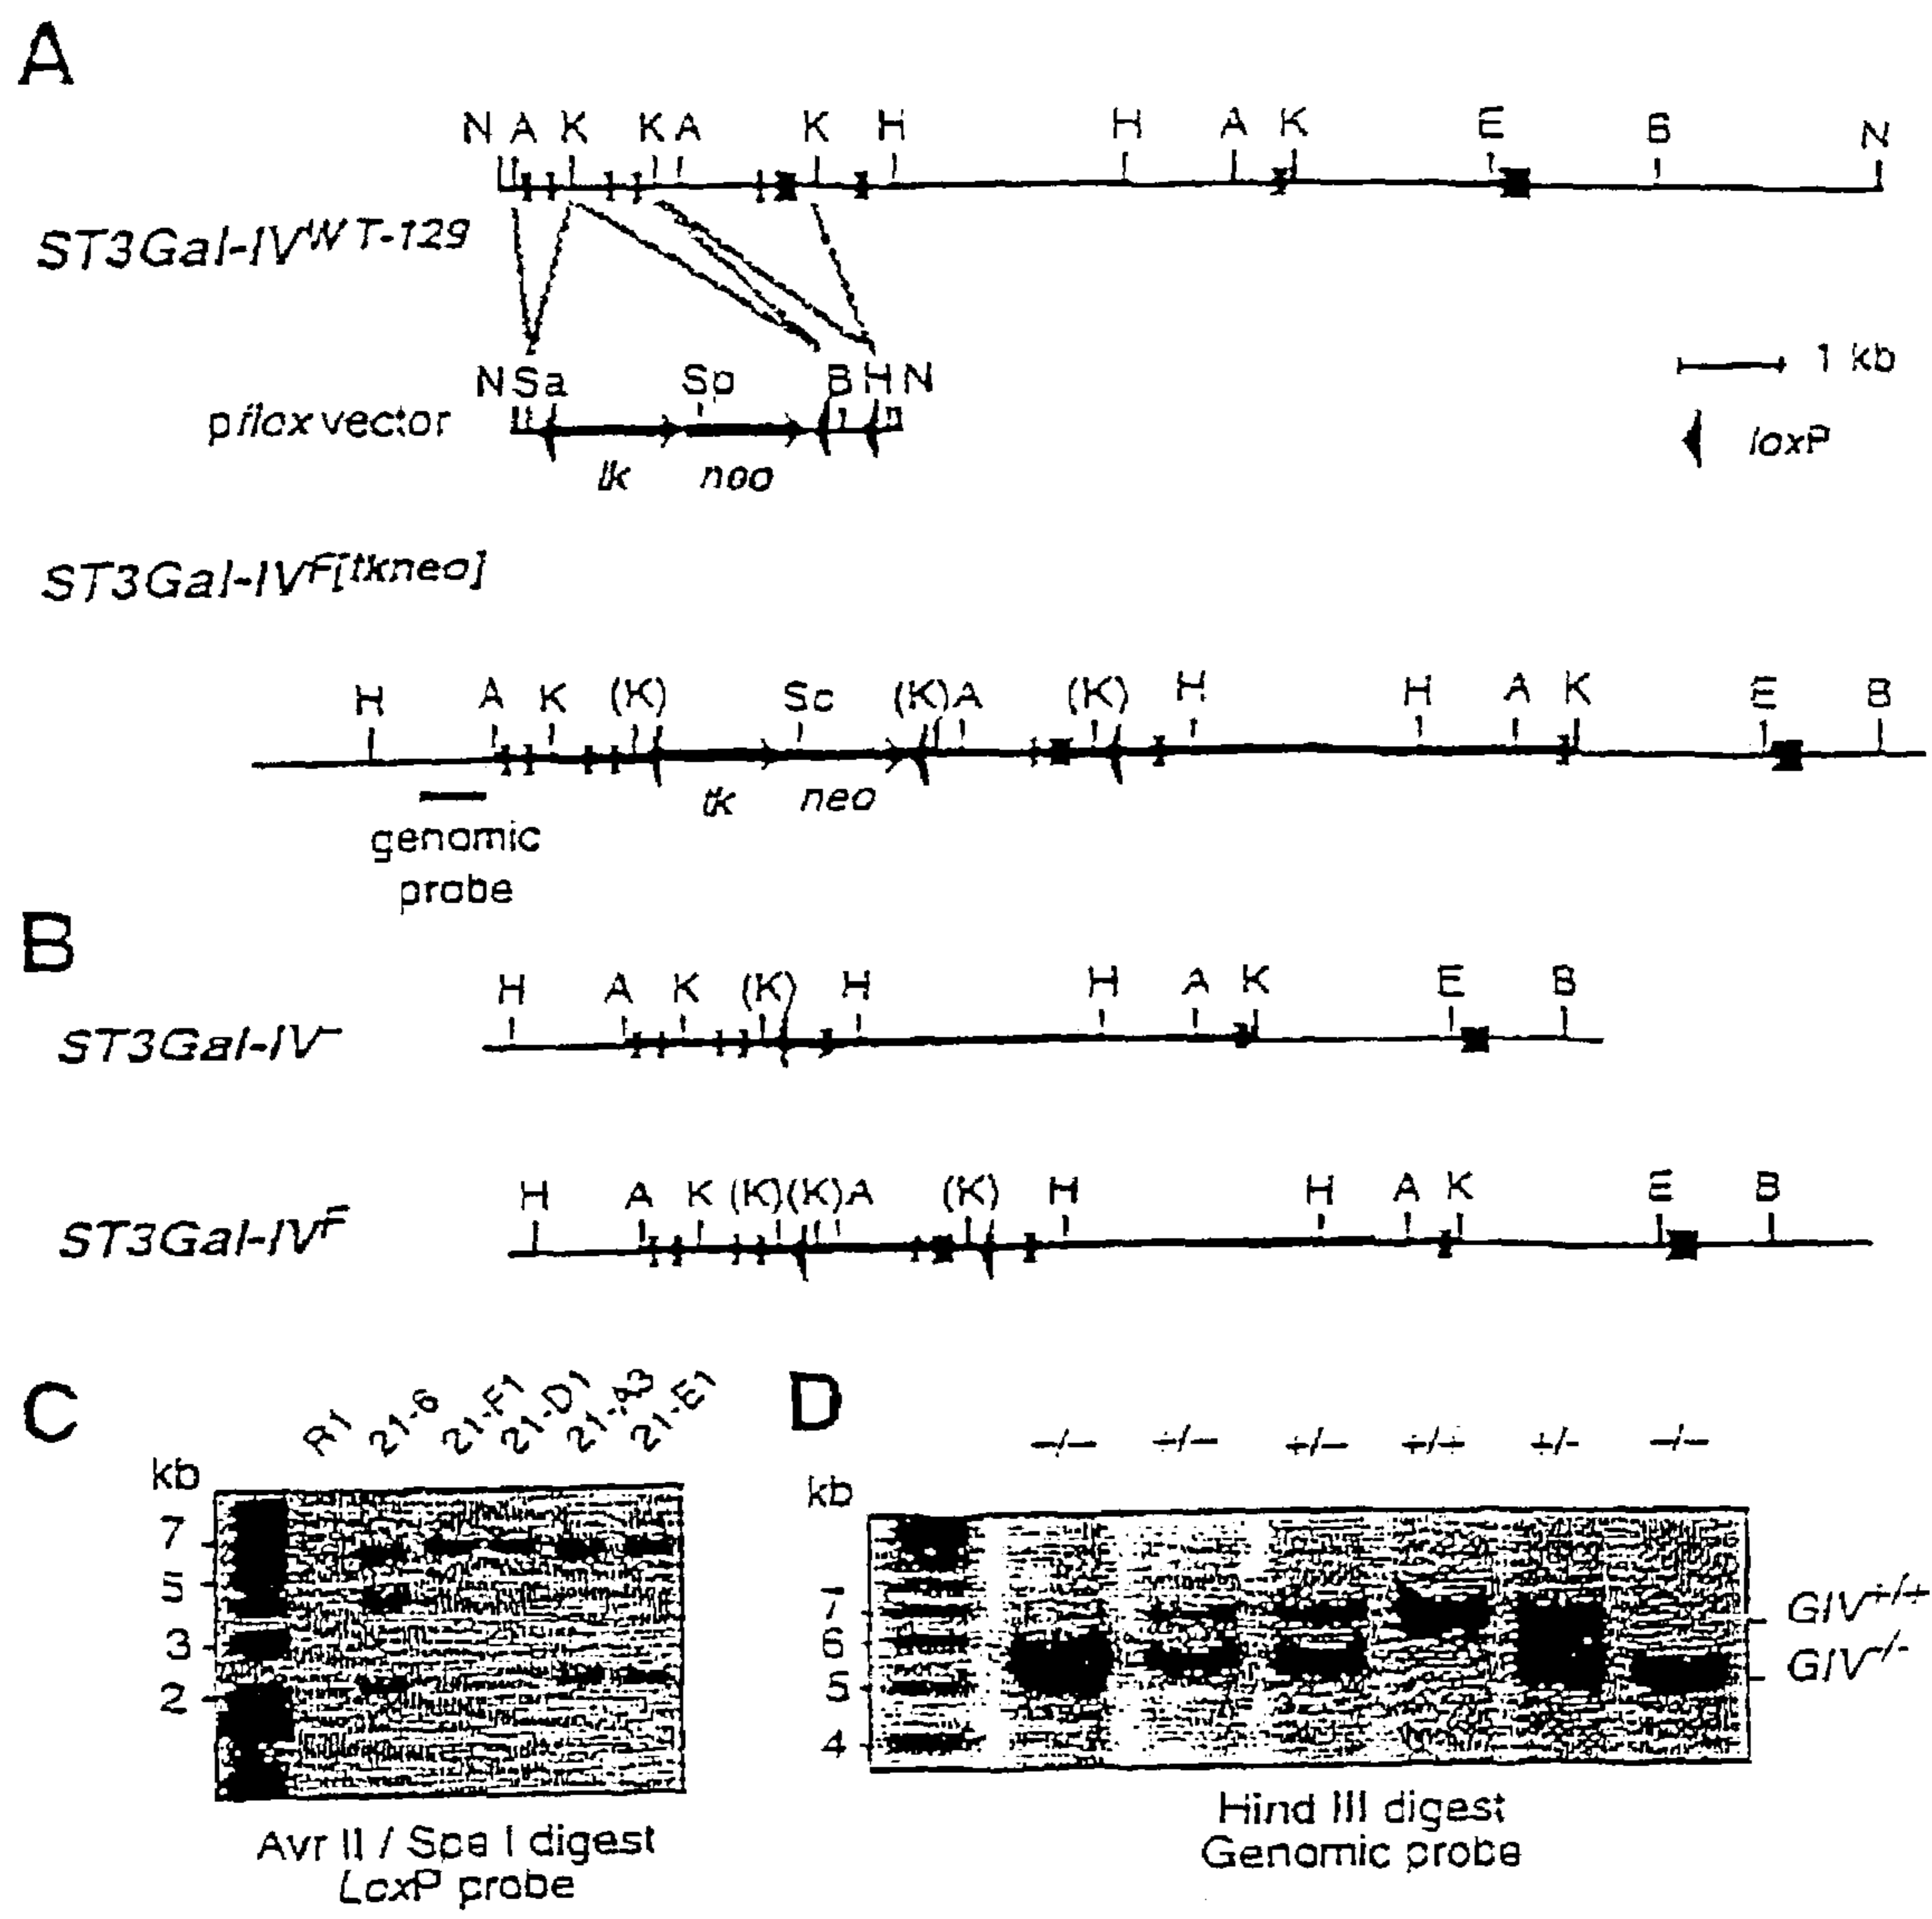 A
N A K K A K H H A K E B N
ST3Gal-IV WT-129
N Sa Sp B H N
1 kb
pflox vector
loxP
tk neo
ST3Gal-IV F[tkneo]
H A K (K) Sc (K) A (K) H H A K E B
tk neo
genomic
probe
B
H A K (K) H H A K E B
ST3Gal-IV –
H A K (K) (K) A (K) H H A K E B
ST3Gal-IV F
C
R1 21-6 21-F1 21-D1 21-E1
kb
7
5
3
2
Avr II / Spe I digest
LoxP probe
D
-/- +/- +/- +/+ +/- -/-
kb
7
6
5
4
GIV+/+
GIV-/-
Hind III digest
Genomic probe